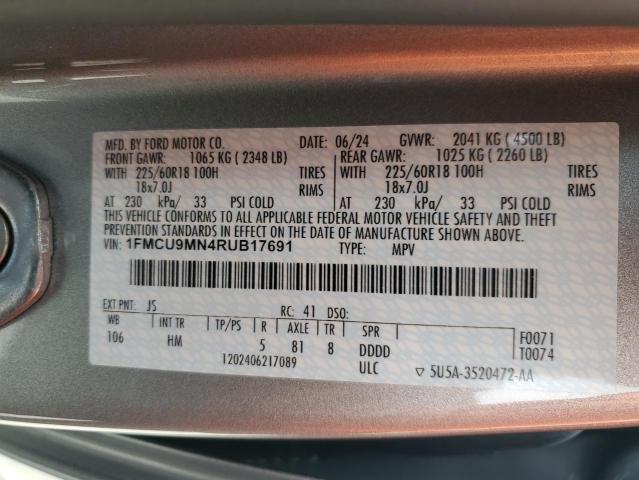 MFD. BY FORD MOTOR CO. DATE: 06/24 GVWR: 2041 KG ( 4500 LB)
FRONT GAWR: 1065 KG ( 2348 LB) REAR GAWR: 1025 KG ( 2260 LB)
WITH 225/60R18 100H TIRES WITH 225/60R18 100H TIRES
18x7.0J RIMS 18x7.0J RIMS
AT 230 kPa/ 33 PSI COLD AT 230 kPa/ 33 PSI COLD
THIS VEHICLE CONFORMS TO ALL APPLICABLE FEDERAL MOTOR VEHICLE SAFETY AND THEFT
PREVENTION STANDARDS IN EFFECT ON THE DATE OF MANUFACTURE SHOWN ABOVE.
VIN: 1FMCU9MN4RUB17691 TYPE: MPV
EXT PNT: JS RC: 41 DSO:
WB INT TR TP/PS R AXLE TR SPR F0071
106 HM 5 81 8 DDDD T0074
1202406217089 ULC ▽ 5U5A-3520472-AA